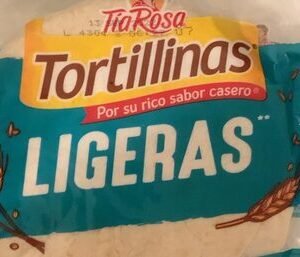 TíaRosa
Tortillinas
Por su rico sabor casero*
LIGERAS**